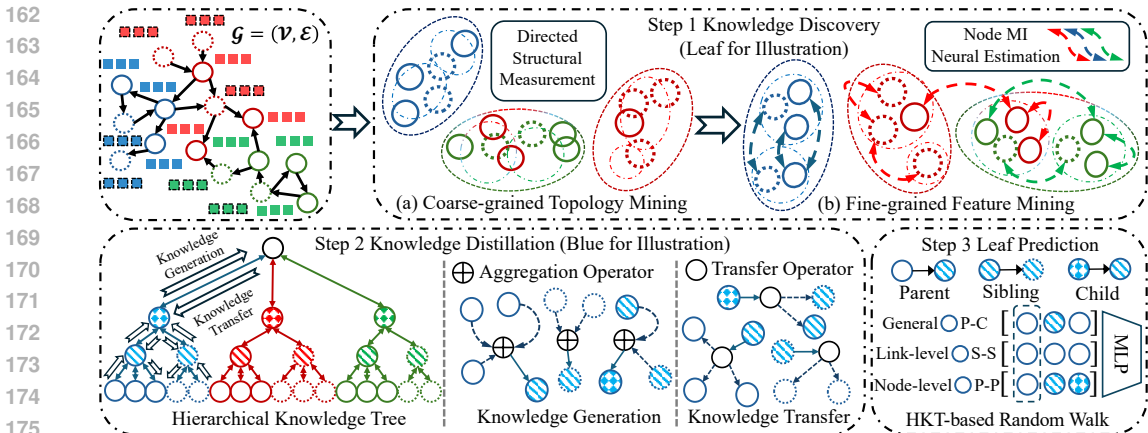 162
163
164
165
166
167
168
169
170
171
172
173
174
175
𝒢 = (𝒱, ℰ)
Step 1 Knowledge Discovery
(Leaf for Illustration)
Directed
Structural
Measurement
Node MI
Neural Estimation
(a) Coarse-grained Topology Mining
(b) Fine-grained Feature Mining
Step 2 Knowledge Distillation (Blue for Illustration)
Knowledge
Generation
Knowledge
Transfer
Hierarchical Knowledge Tree
Aggregation Operator
Knowledge Generation
Transfer Operator
Knowledge Transfer
Step 3 Leaf Prediction
Parent
Sibling
Child
General P-C [ ]
Link-level S-S [ ]
Node-level P-P [ ]
MLP
HKT-based Random Walk